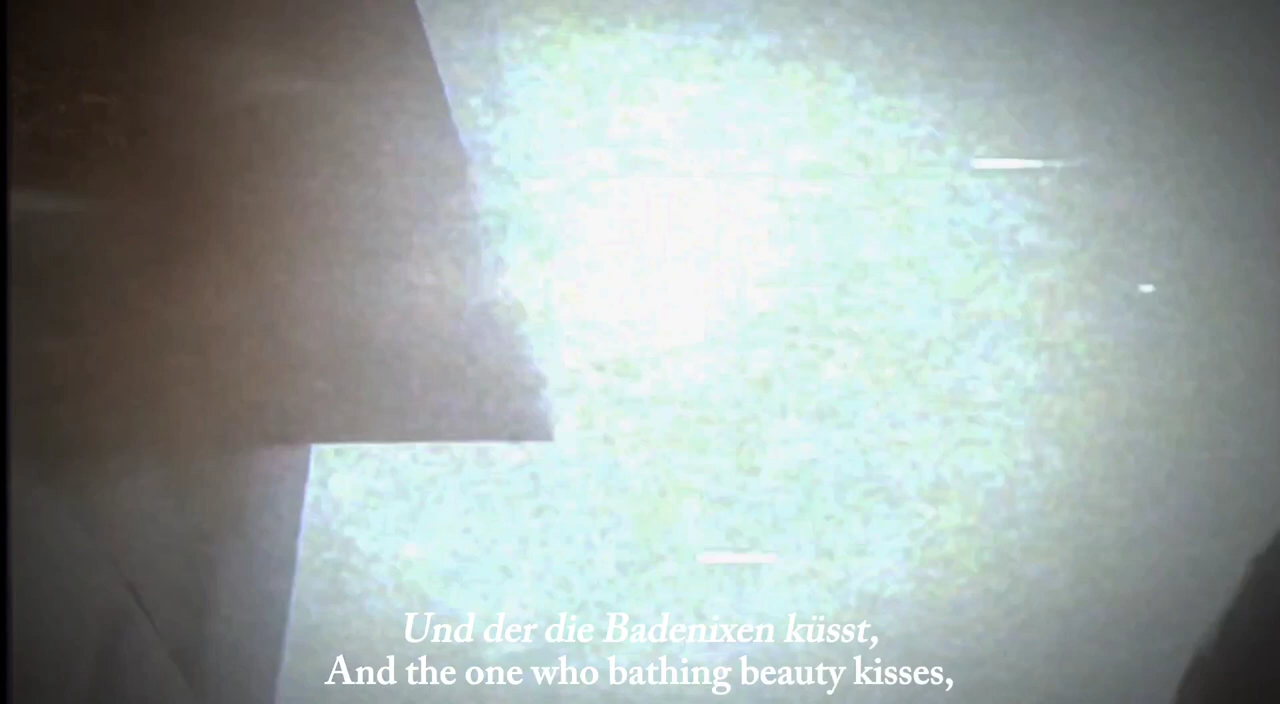 Und der die Badenixen küsst,
And the one who bathing beauty kisses,